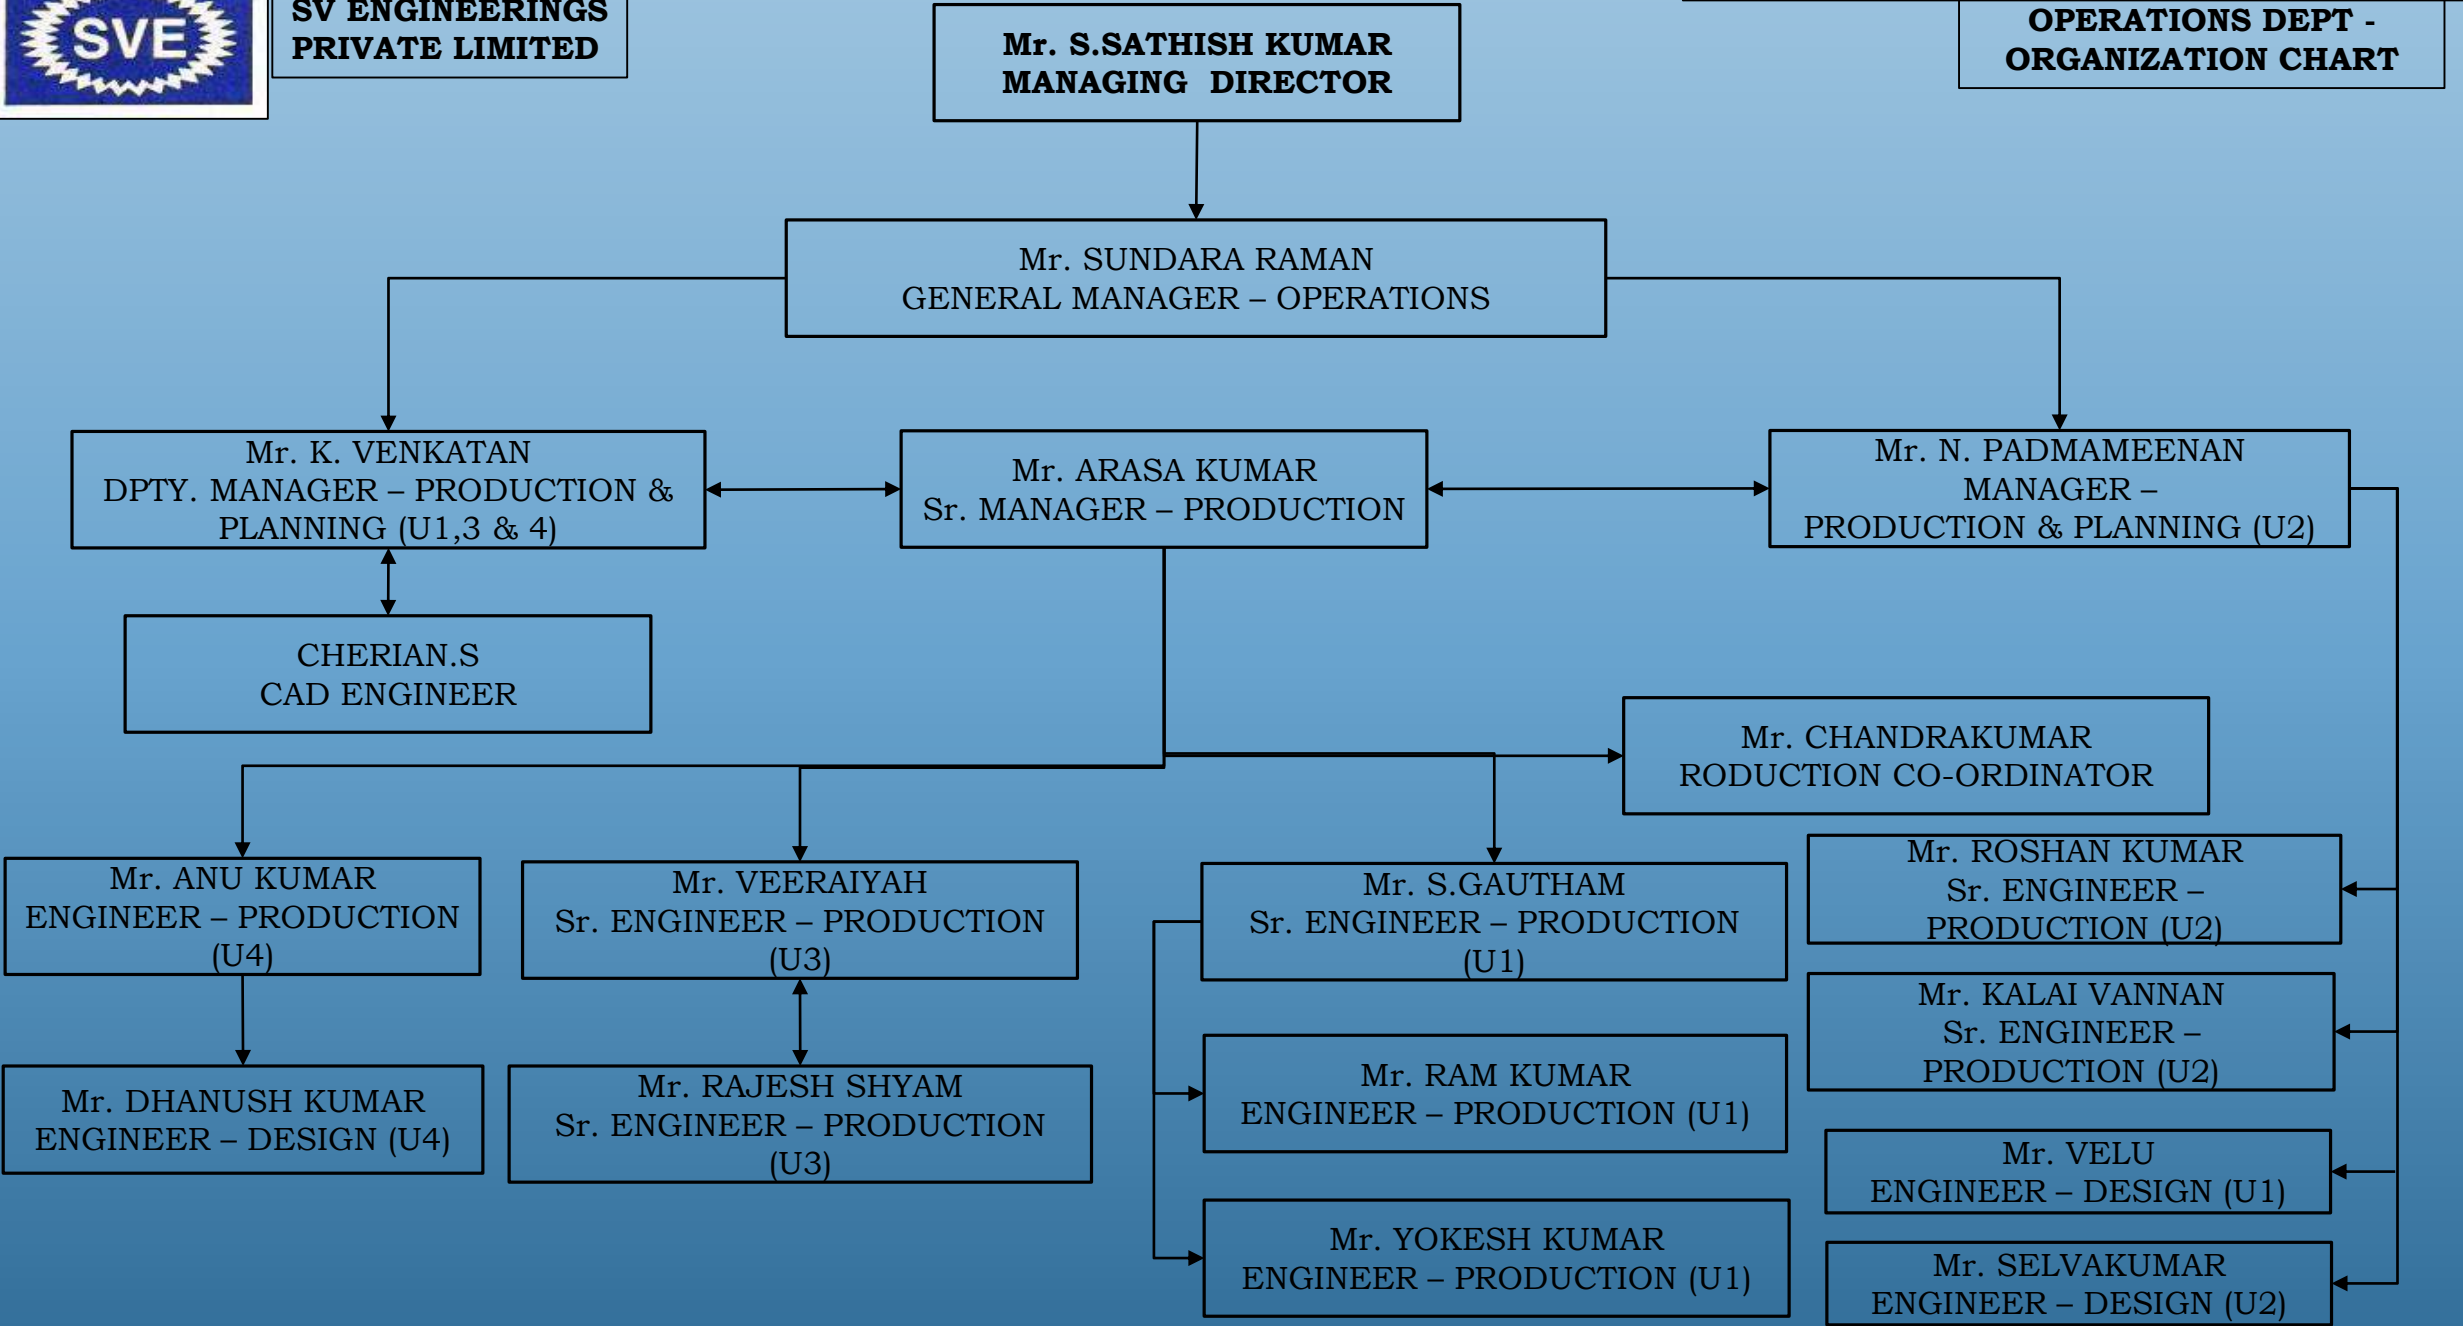 SVE
SV ENGINEERINGS
PRIVATE LIMITED
Mr. S.SATHISH KUMAR
MANAGING DIRECTOR
OPERATIONS DEPT -
ORGANIZATION CHART
Mr. SUNDARA RAMAN
GENERAL MANAGER – OPERATIONS
Mr. K. VENKATAN
DPTY. MANAGER – PRODUCTION &
PLANNING (U1,3 & 4)
Mr. ARASA KUMAR
Sr. MANAGER – PRODUCTION
Mr. N. PADMAMEENAN
MANAGER –
PRODUCTION & PLANNING (U2)
CHERIAN.S
CAD ENGINEER
Mr. CHANDRAKUMAR
RODUCTION CO-ORDINATOR
Mr. ANU KUMAR
ENGINEER – PRODUCTION
(U4)
Mr. VEERAIYAH
Sr. ENGINEER – PRODUCTION
(U3)
Mr. S.GAUTHAM
Sr. ENGINEER – PRODUCTION
(U1)
Mr. ROSHAN KUMAR
Sr. ENGINEER –
PRODUCTION (U2)
Mr. KALAI VANNAN
Sr. ENGINEER –
PRODUCTION (U2)
Mr. DHANUSH KUMAR
ENGINEER – DESIGN (U4)
Mr. RAJESH SHYAM
Sr. ENGINEER – PRODUCTION
(U3)
Mr. RAM KUMAR
ENGINEER – PRODUCTION (U1)
Mr. VELU
ENGINEER – DESIGN (U1)
Mr. YOKESH KUMAR
ENGINEER – PRODUCTION (U1)
Mr. SELVAKUMAR
ENGINEER – DESIGN (U2)